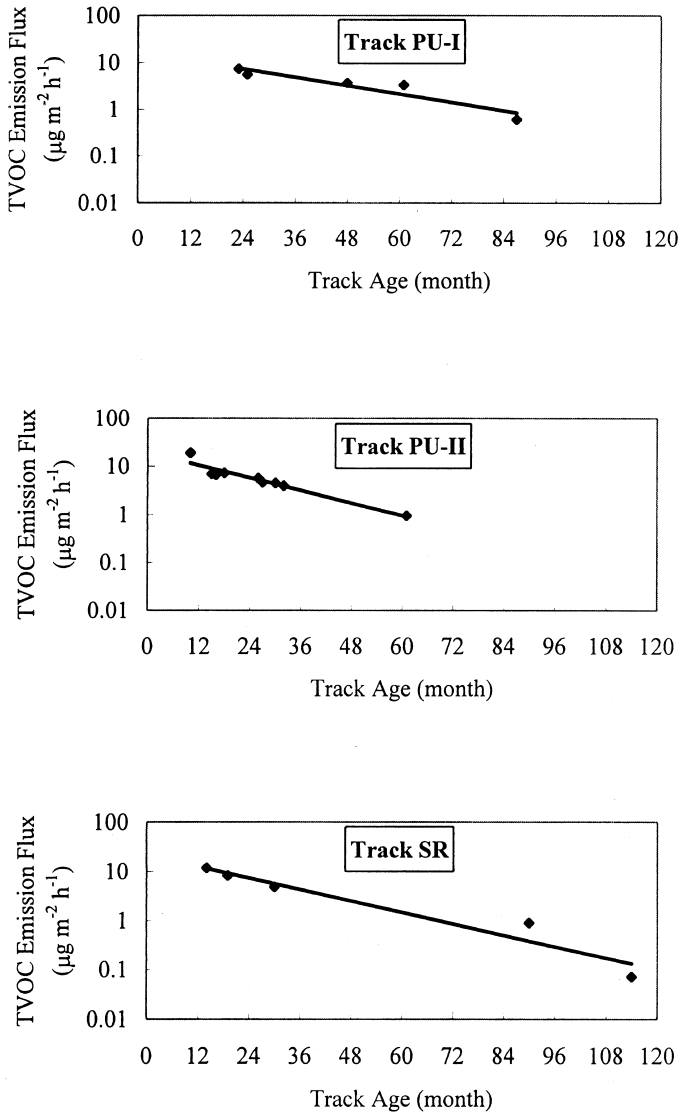 Track PU-I
TVOC Emission Flux
(μg m⁻² h⁻¹)
100
10
1
0.1
0.01
0 12 24 36 48 60 72 84 96 108 120
Track Age (month)
Track PU-II
TVOC Emission Flux
(μg m⁻² h⁻¹)
100
10
1
0.1
0.01
0 12 24 36 48 60 72 84 96 108 120
Track Age (month)
Track SR
TVOC Emission Flux
(μg m⁻² h⁻¹)
100
10
1
0.1
0.01
0 12 24 36 48 60 72 84 96 108 120
Track Age (month)